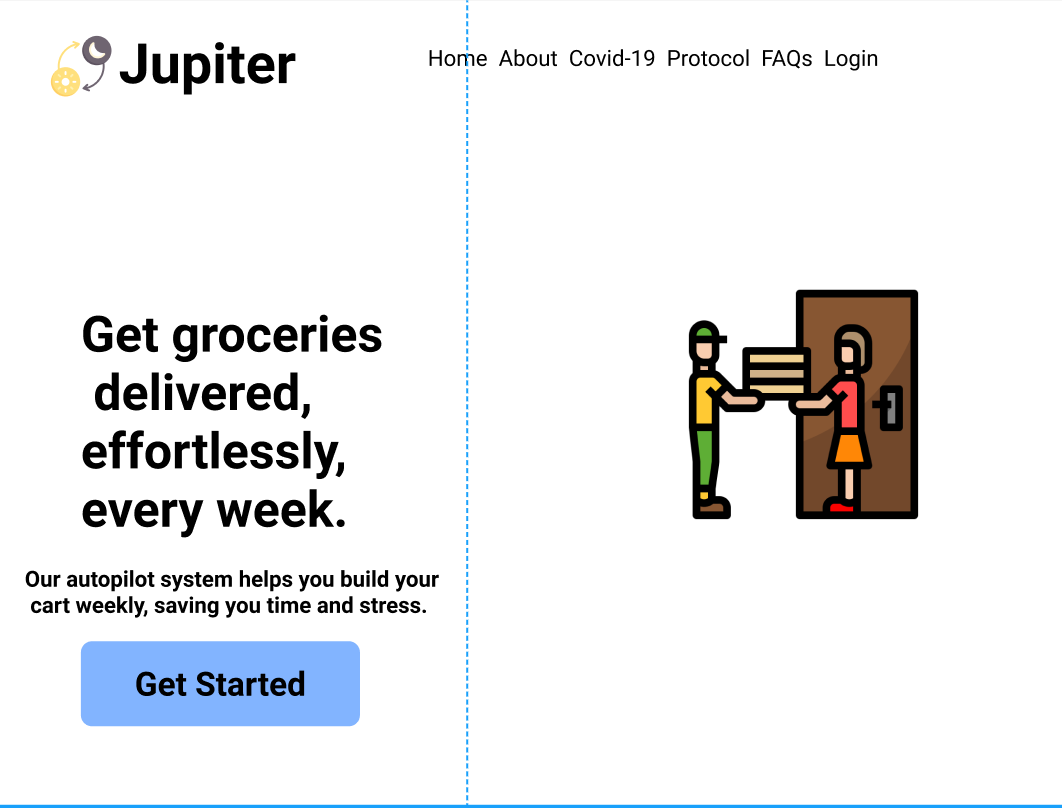 Jupiter
Home About Covid-19 Protocol FAQs Login
Get groceries
delivered,
effortlessly,
every week.
Our autopilot system helps you build your
cart weekly, saving you time and stress.
Get Started